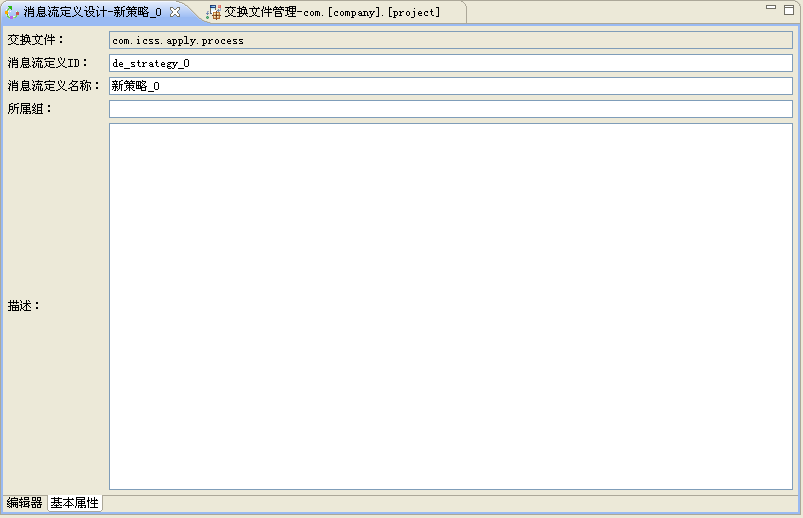 消息流定义设计-新策略_0 交换文件管理-com.[company].[project]
交换文件： com.icss.apply.process
消息流定义ID： de_strategy_0
消息流定义名称： 新策略_0
所属组：
描述：
编辑器 基本属性